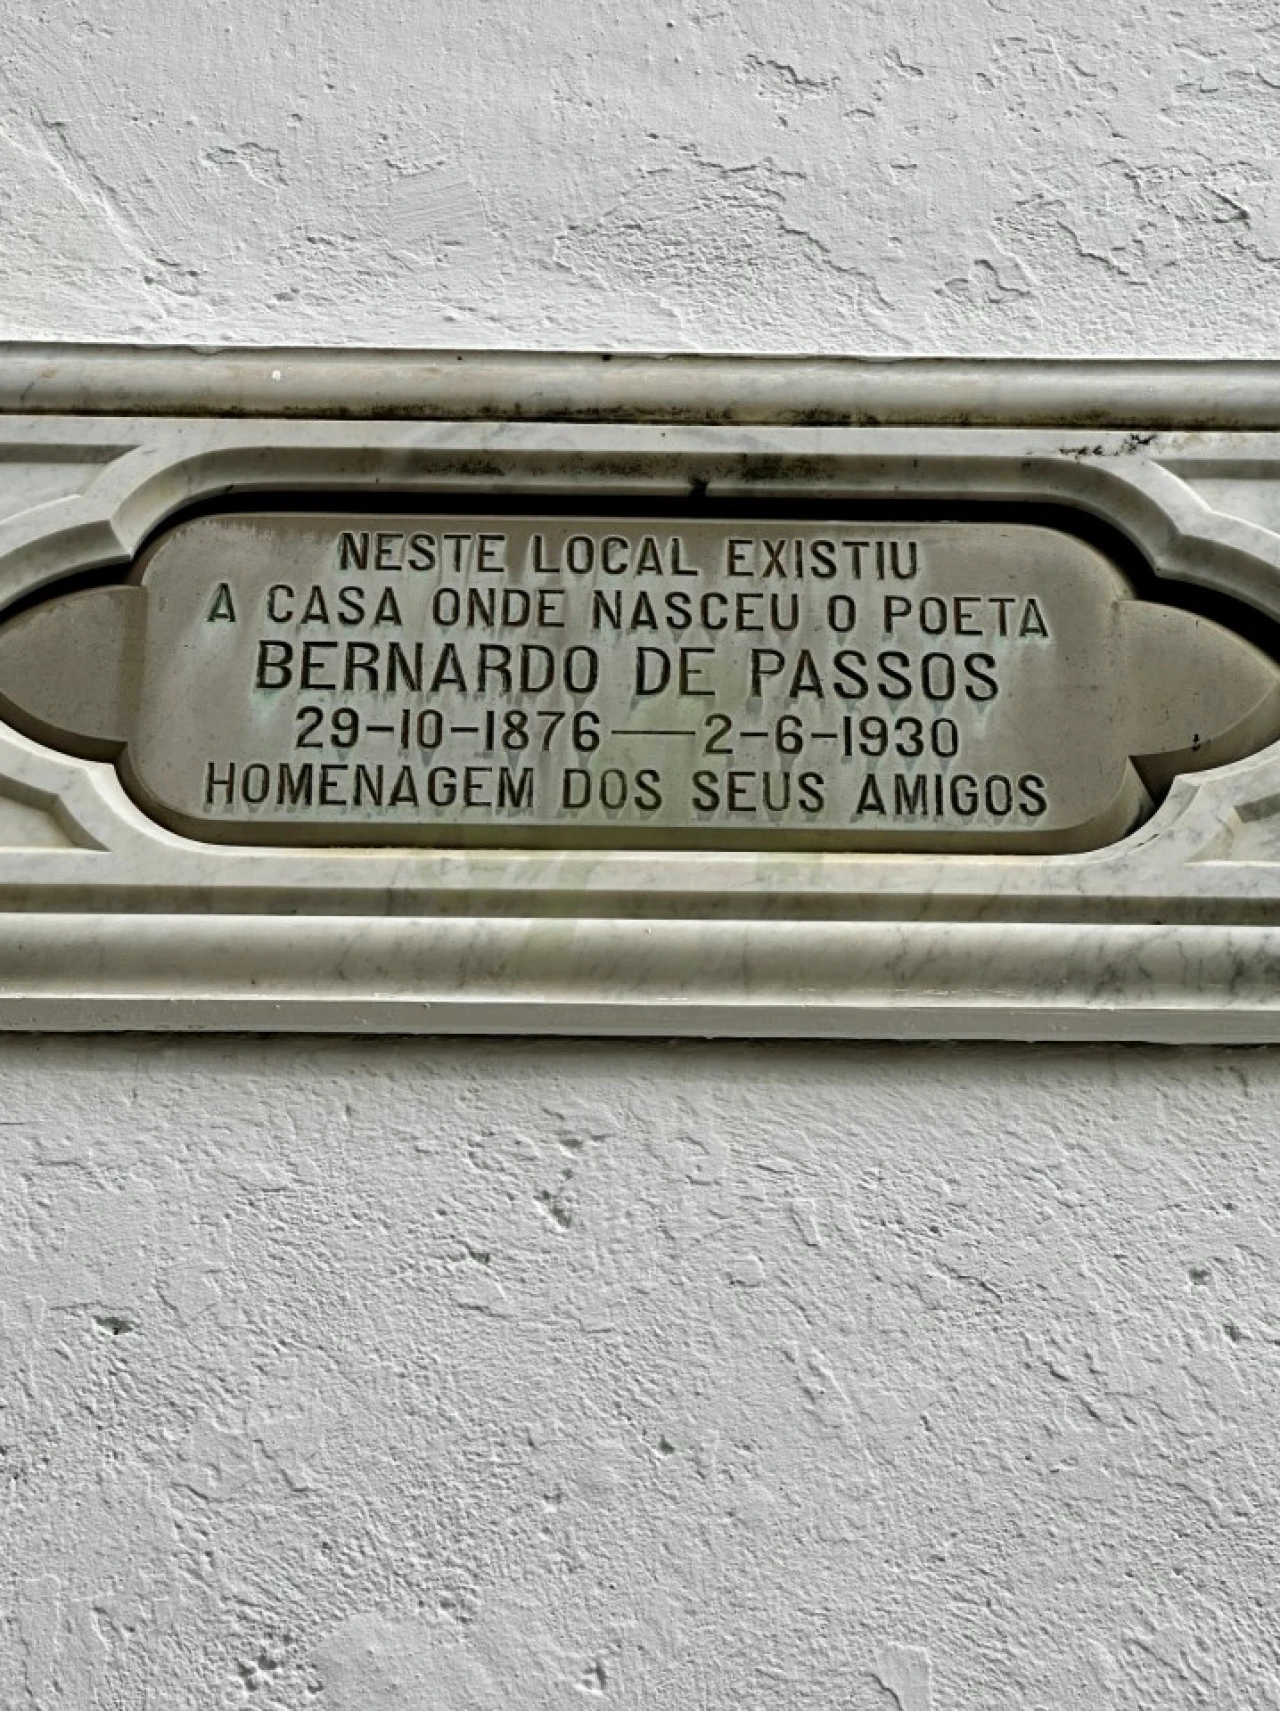 NESTE LOCAL EXISTIU
A CASA ONDE NASCEU O POETA
BERNARDO DE PASSOS
29-10-1876—2-6-1930
HOMENAGEM DOS SEUS AMIGOS